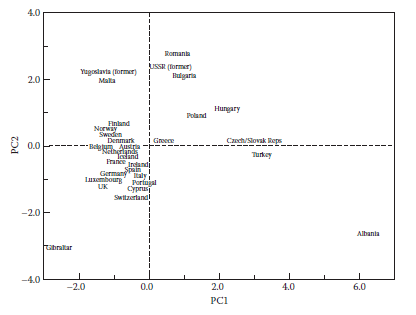 4.0
Romania
USSR (former)
Yugoslavia (former)
Bulgaria
2.0
Malta
Hungary
Poland
Finland
Norway
Sweden
PC2
Denmark
Greece
Czech/Slovak Reps
0.0
Belgium
Austria
Netherlands
Turkey
Iceland
France
Ireland
Spain
Germany
Italy
Luxembourg
Portugal
UK
Cyprus
Switzerland
−2.0
Albania
Gibraltar
−4.0
−2.0 0.0 2.0 4.0 6.0
PC1